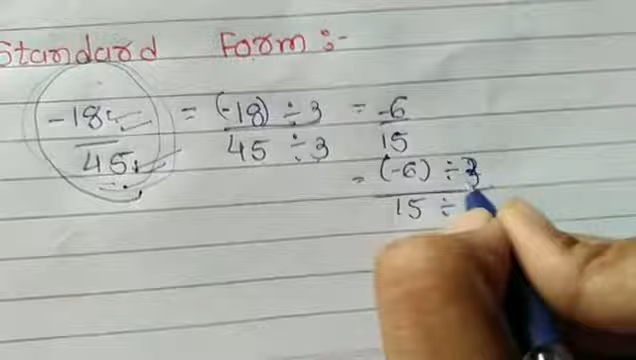 Standard Form :-
-18/45 = (-18) ÷ 3/45 ÷ 3 = -6/15
= (-6) ÷ 3/15 ÷